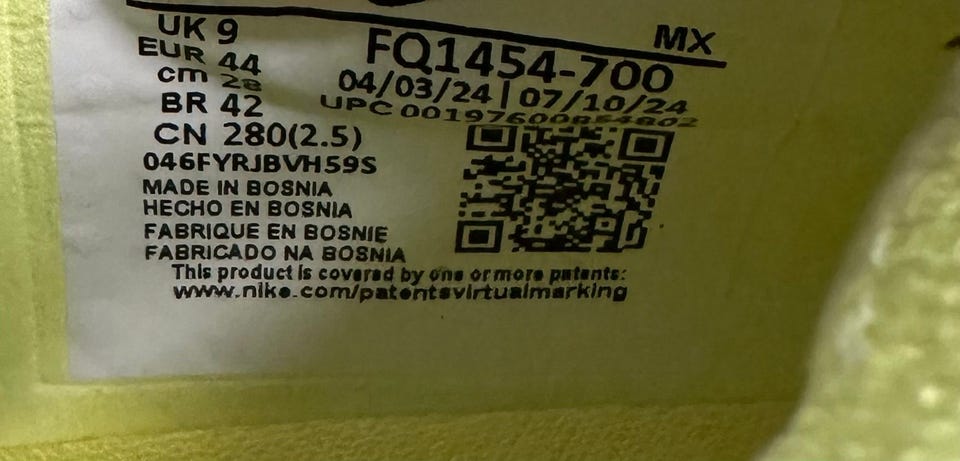 UK 9
EUR 44
cm 28
BR 42
CN 280(2.5)
046FYRJBVH59S
MADE IN BOSNIA
HECHO EN BOSNIA
FABRIQUE EN BOSNIE
FABRICADO NA BOSNIA
MX
FQ1454-700
04/03/24 | 07/10/24
UPC
This product is covered by one or more patents:
www.nike.com/patentsvirtualmarking